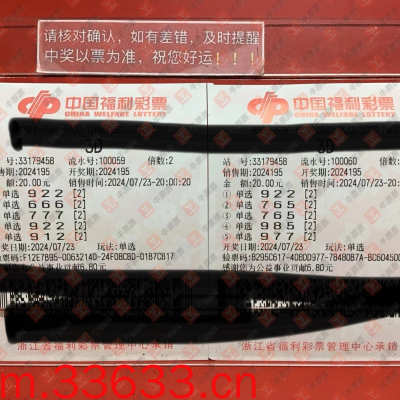 请核对确认，如有差错，及时提醒
中奖以票为准，祝您好运！
中国福利彩票
CHINA WELFARE LOTTERY
3D
号:33179458 流水号:100059 倍数:2
售期:2024195 开奖期:2024195
额:20.00元 销售时间:2024/07/23-20:00:20
单选 922 [2]
单选 666 [2]
单选 777 [2]
单选 922 [2]
单选 912 [2]
开奖日:2024/07/23 玩法:单选
浙江省福利彩票管理中心承销
中国福利彩票
CHINA WELFARE LOTTERY
3D
站 号:33179458 流水号:100060
销售期:2024195 开奖期:2024195
金 额:20.00元 销售时间:2024/07/23-20
① 单选 922 [2]
② 单选 765 [2]
③ 单选 765 [2]
④ 单选 985 [2]
⑤ 单选 977 [2]
开奖日:2024/07/23 玩法:单选
感谢您为公益事业贡献6.80元
浙江省福利彩票管理中心承销
m.33633.cn